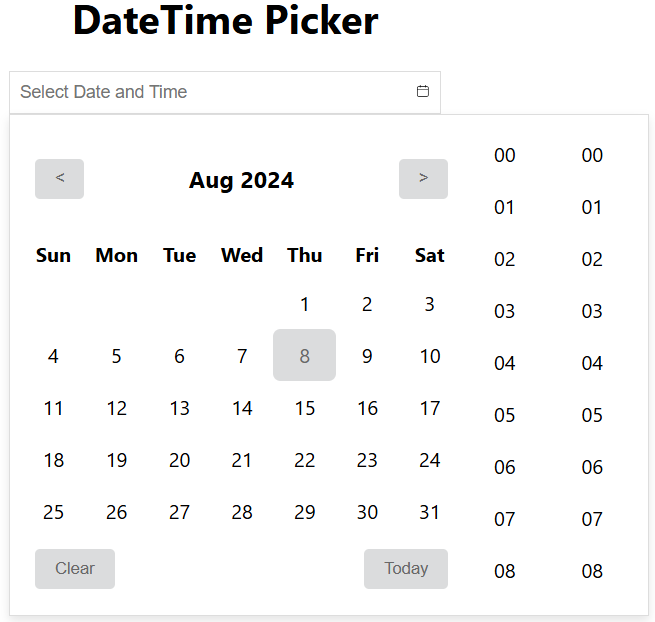 DateTime Picker
Select Date and Time
< Aug 2024 > 00 00
01 01
Sun Mon Tue Wed Thu Fri Sat 02 02
1 2 3 03 03
4 5 6 7 8 9 10 04 04
11 12 13 14 15 16 17 05 05
18 19 20 21 22 23 24 06 06
25 26 27 28 29 30 31 07 07
Clear Today 08 08